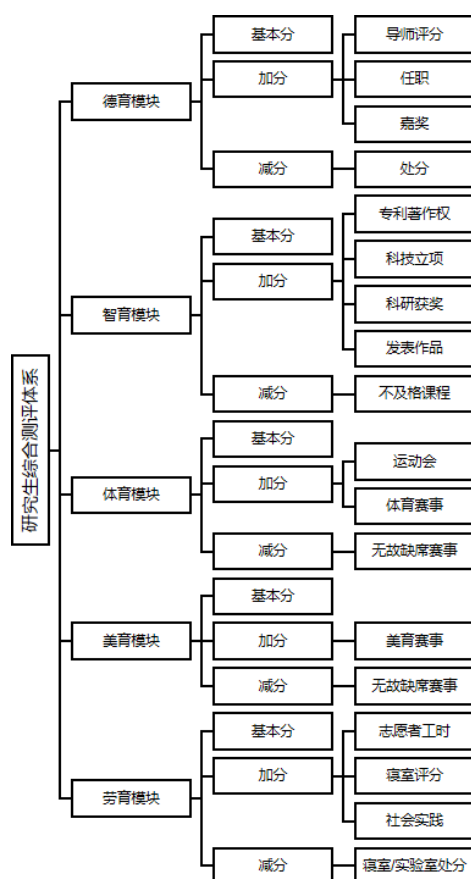 研究生综合测评体系
德育模块
基本分
加分
导师评分
任职
嘉奖
减分
处分
智育模块
基本分
加分
专利著作权
科技立项
科研获奖
发表作品
减分
不及格课程
体育模块
基本分
加分
运动会
体育赛事
减分
无故缺席赛事
美育模块
基本分
加分
美育赛事
减分
无故缺席赛事
劳育模块
基本分
加分
志愿者工时
寝室评分
社会实践
减分
寝室/实验室处分